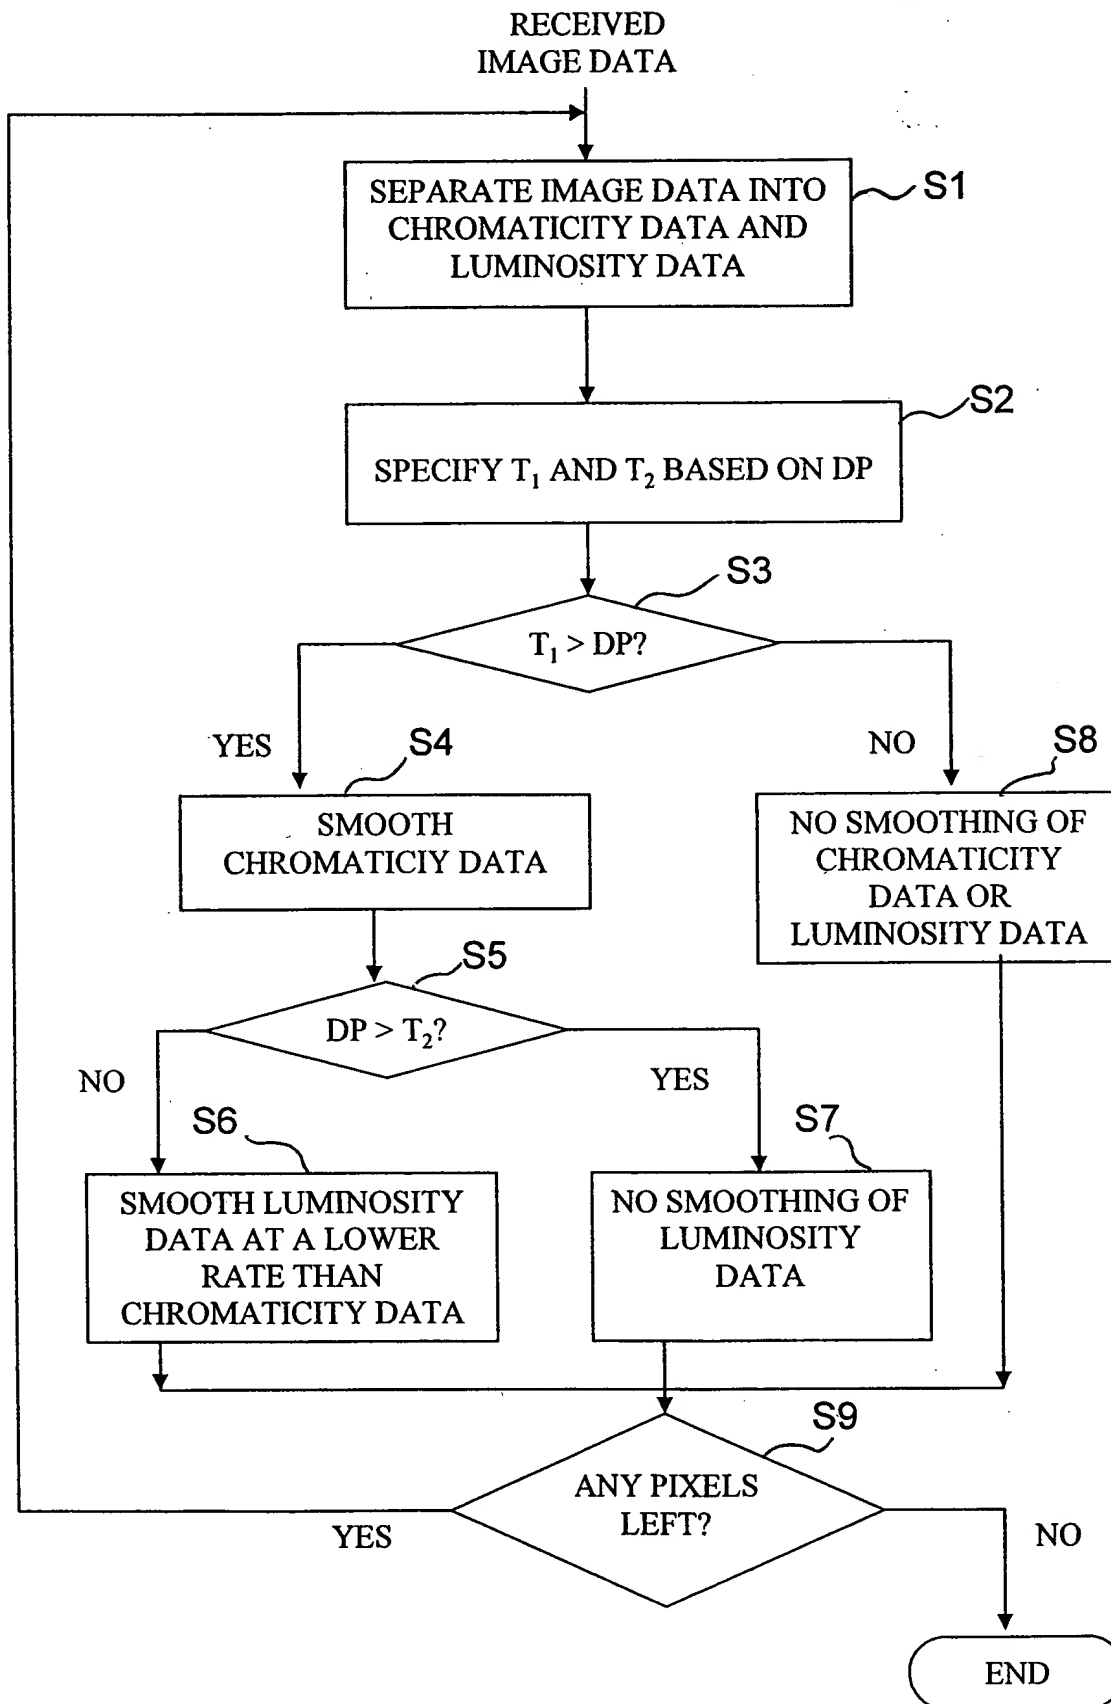 RECEIVED
IMAGE DATA
SEPARATE IMAGE DATA INTO
CHROMATICITY DATA AND
LUMINOSITY DATA
S1
S2
SPECIFY T₁ AND T₂ BASED ON DP
S3
T₁ > DP?
YES
S4
NO
S8
SMOOTH
CHROMATICIY DATA
NO SMOOTHING OF
CHROMATICITY
DATA OR
LUMINOSITY DATA
S5
DP > T₂?
NO
YES
S6
S7
SMOOTH LUMINOSITY
DATA AT A LOWER
RATE THAN
CHROMATICITY DATA
NO SMOOTHING OF
LUMINOSITY
DATA
S9
ANY PIXELS
LEFT?
YES
NO
END